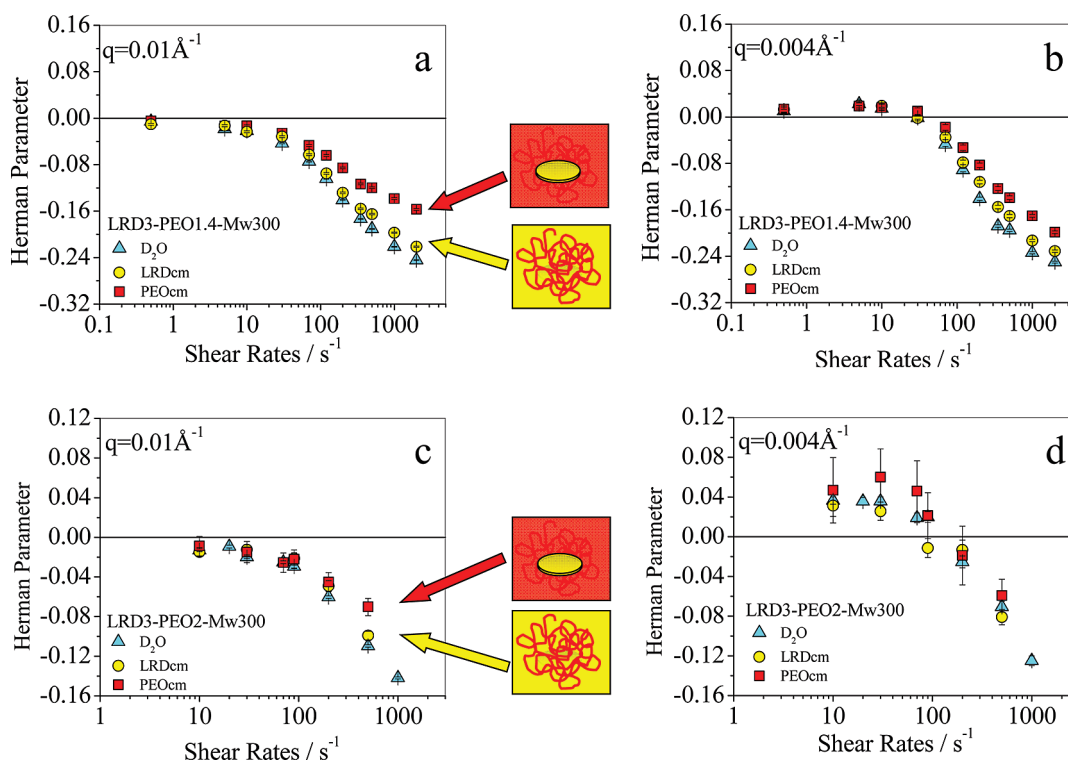 0.16
q=0.01Å⁻¹
a
0.08
0.00
-0.08
-0.16
-0.24
-0.32
Herman Parameter
LRD3-PEO1.4-Mw300
D₂O
LRDcm
PEOcm
0.1 1 10 100 1000
Shear Rates / s⁻¹
0.16
q=0.004Å⁻¹
b
0.08
0.00
-0.08
-0.16
-0.24
-0.32
Herman Parameter
LRD3-PEO1.4-Mw300
D₂O
LRDcm
PEOcm
0.1 1 10 100 1000
Shear Rates / s⁻¹
0.12
q=0.01Å⁻¹
c
0.08
0.04
0.00
-0.04
-0.08
-0.12
-0.16
Herman Parameter
LRD3-PEO2-Mw300
D₂O
LRDcm
PEOcm
1 10 100 1000
Shear Rates / s⁻¹
0.12
q=0.004Å⁻¹
d
0.08
0.04
0.00
-0.04
-0.08
-0.12
-0.16
Herman Parameter
LRD3-PEO2-Mw300
D₂O
LRDcm
PEOcm
1 10 100 1000
Shear Rates / s⁻¹